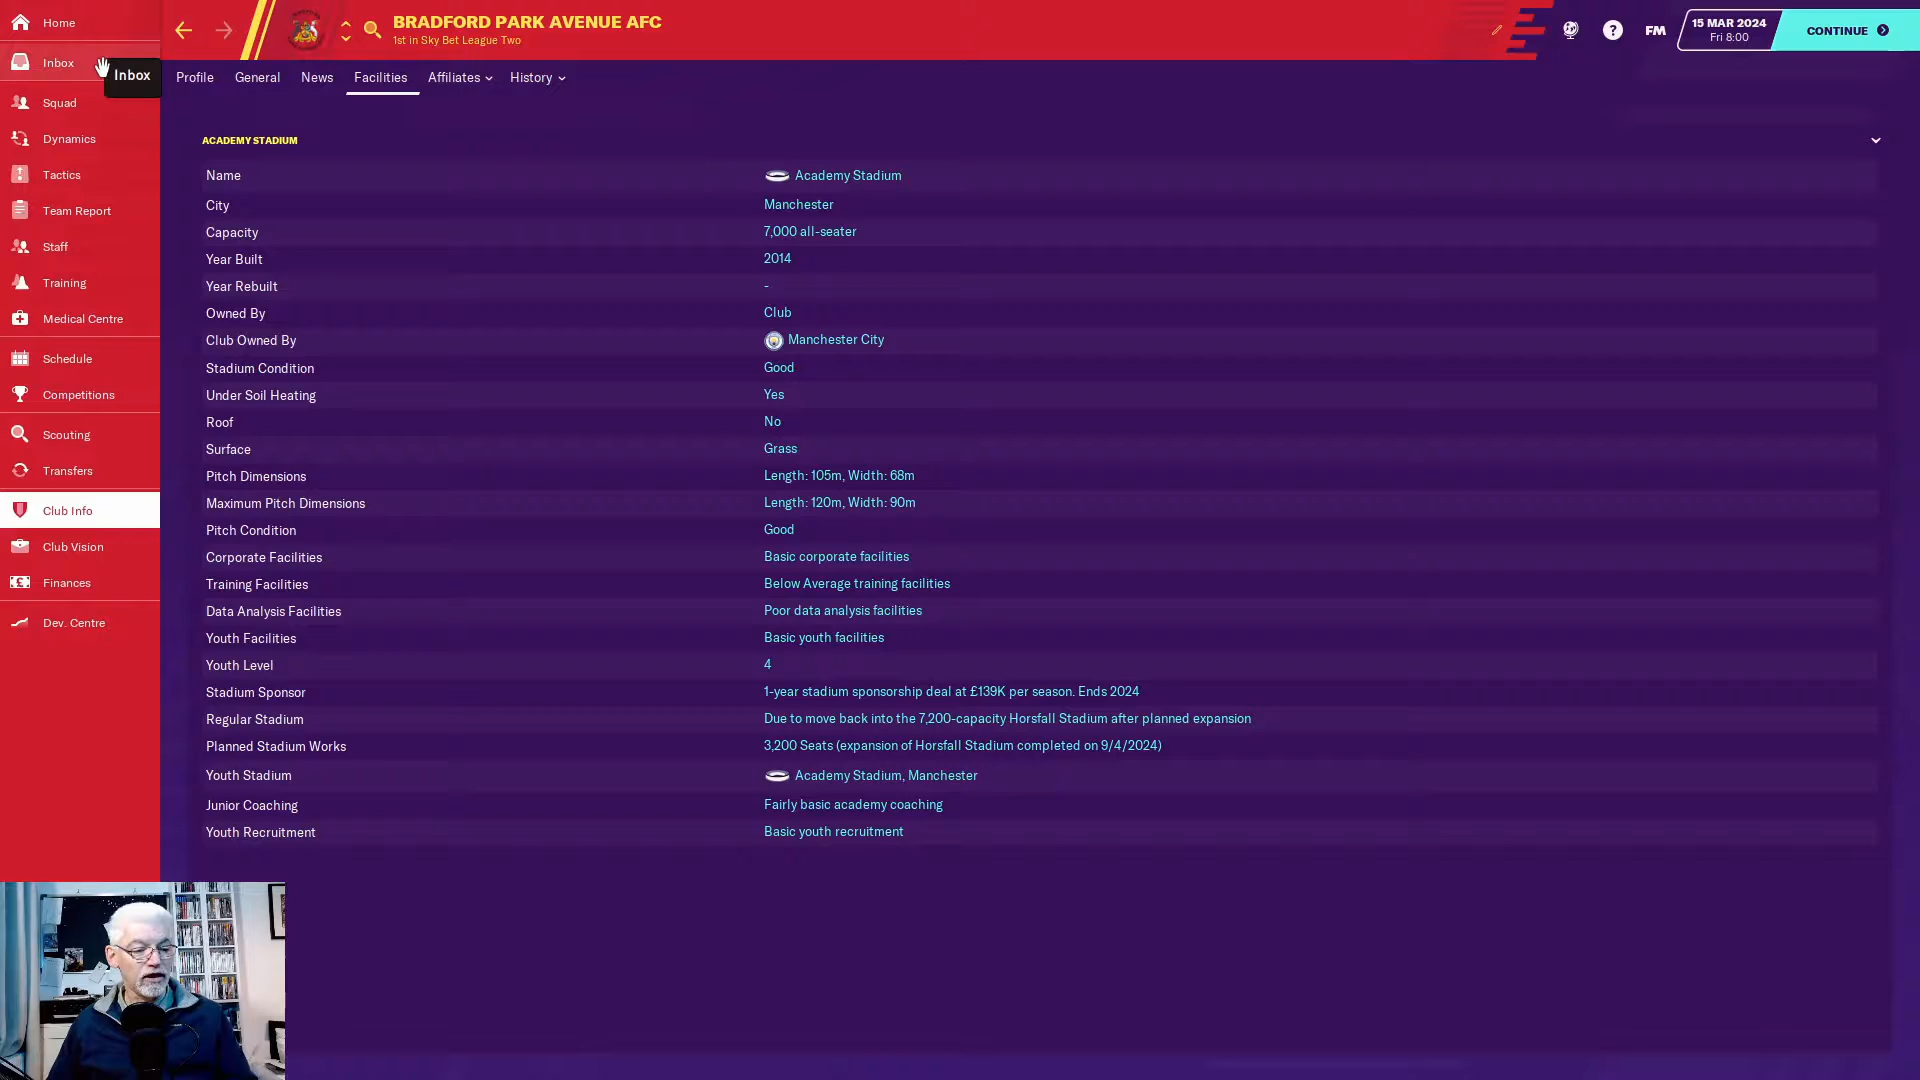 Home
Inbox
Inbox
Squad
Dynamics
Tactics
Team Report
Staff
Training
Medical Centre
Schedule
Competitions
Scouting
Transfers
Club Info
Club Vision
Finances
Dev. Centre
BRADFORD PARK AVENUE AFC
1st in Sky Bet League Two
FM
15 MAR 2024
Fri 8:00
CONTINUE
Profile General News Facilities Affiliates History
ACADEMY STADIUM
Name Academy Stadium
City Manchester
Capacity 7,000 all-seater
Year Built 2014
Year Rebuilt -
Owned By Club
Club Owned By Manchester City
Stadium Condition Good
Under Soil Heating Yes
Roof No
Surface Grass
Pitch Dimensions Length: 105m, Width: 68m
Maximum Pitch Dimensions Length: 120m, Width: 90m
Pitch Condition Good
Corporate Facilities Basic corporate facilities
Training Facilities Below Average training facilities
Data Analysis Facilities Poor data analysis facilities
Youth Facilities Basic youth facilities
Youth Level 4
Stadium Sponsor 1-year stadium sponsorship deal at £139K per season. Ends 2024
Regular Stadium Due to move back into the 7,200-capacity Horsfall Stadium after planned expansion
Planned Stadium Works 3,200 Seats (expansion of Horsfall Stadium completed on 9/4/2024)
Youth Stadium Academy Stadium, Manchester
Junior Coaching Fairly basic academy coaching
Youth Recruitment Basic youth recruitment